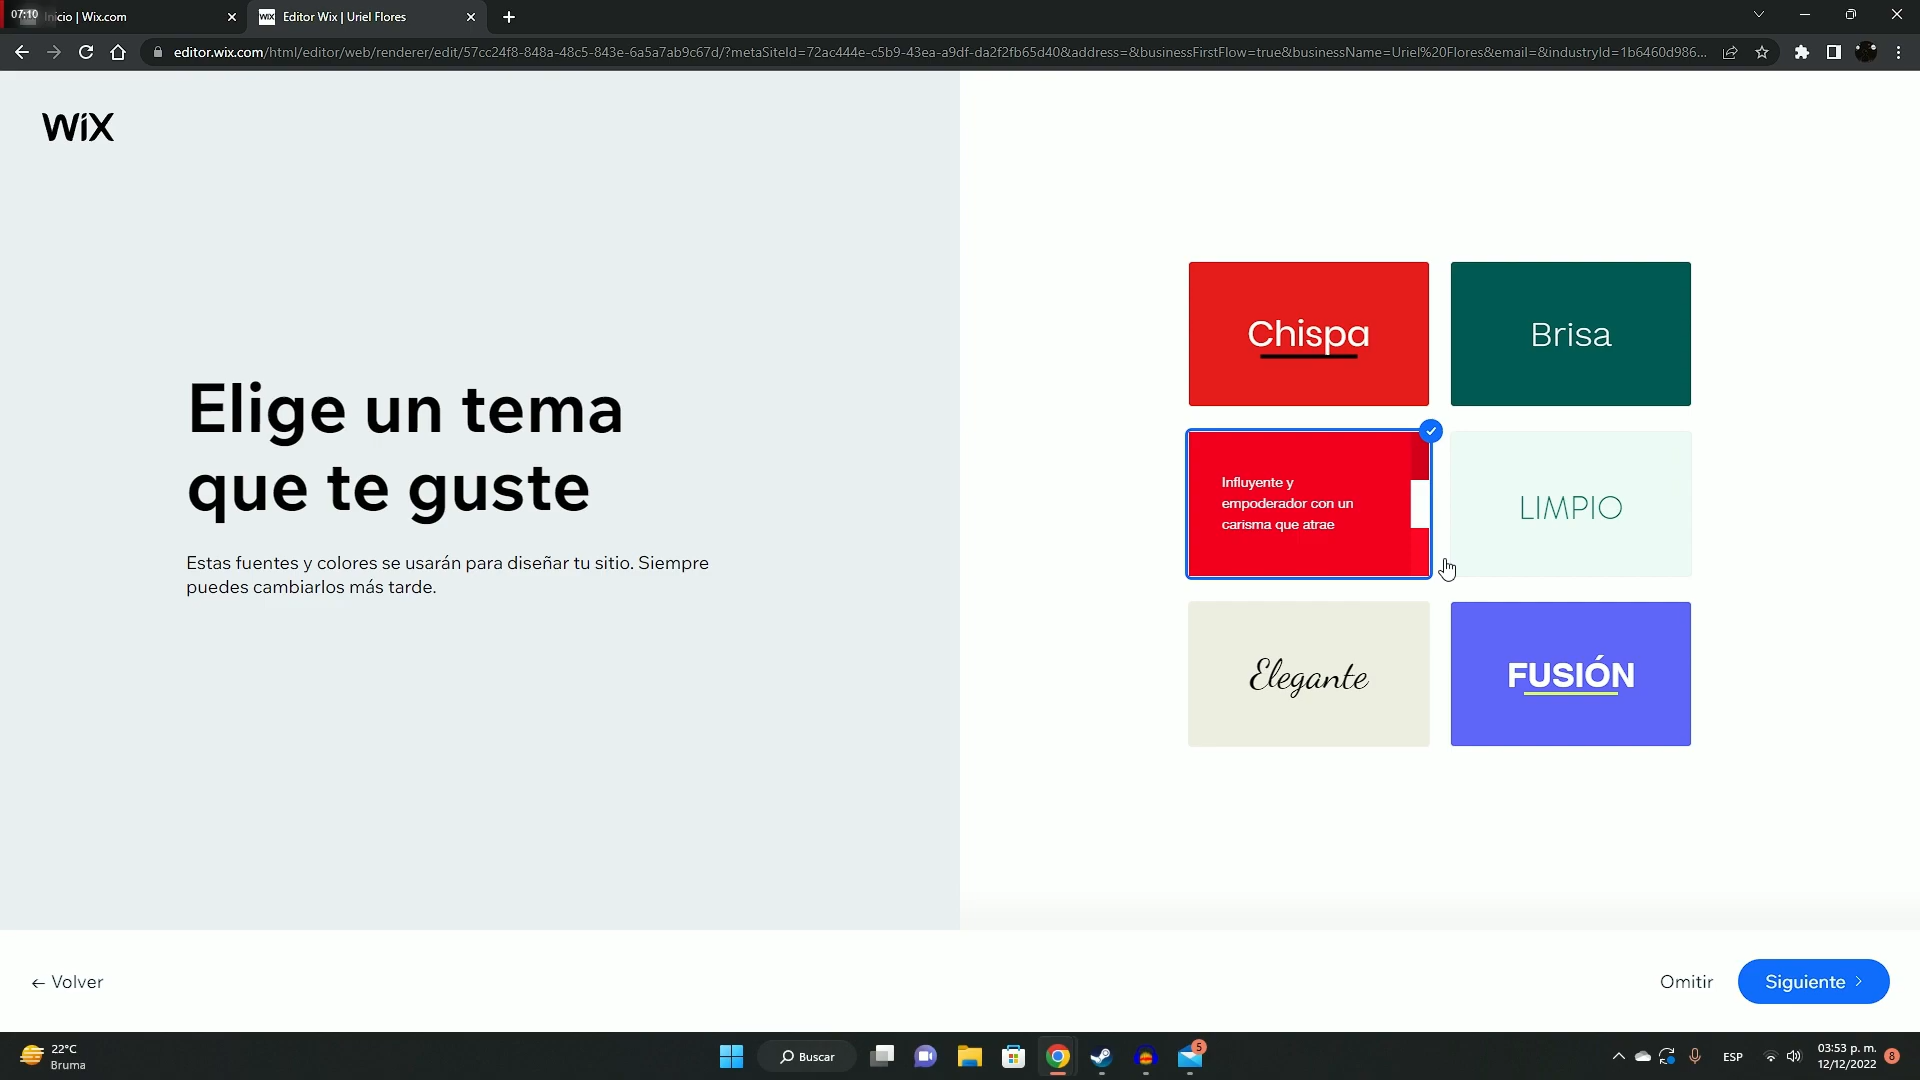 07:10
Inicio | Wix.com
WIX
Editor Wix | Uriel Flores
editor.wix.com/html/editor/web/renderer/edit/57cc24f8-848a-48c5-843e-6a5a7ab9c67d/?metaSiteId=72ac444e-c5b9-43ea-a9df-da2f2fb65d40&address=&businessFirstFlow=true&businessName=Uriel%20Flores&email=&industryId=1b6460d986...
WiX
Elige un tema
que te guste
Estas fuentes y colores se usarán para diseñar tu sitio. Siempre
puedes cambiarlos más tarde.
Chispa
Brisa
Influyente y
empoderador con un
carisma que atrae
LIMPIO
Elegante
FUSIÓN
← Volver
Omitir
Siguiente >
22°C
Bruma
Buscar
5
ESP
03:53 p. m.
12/12/2022
8